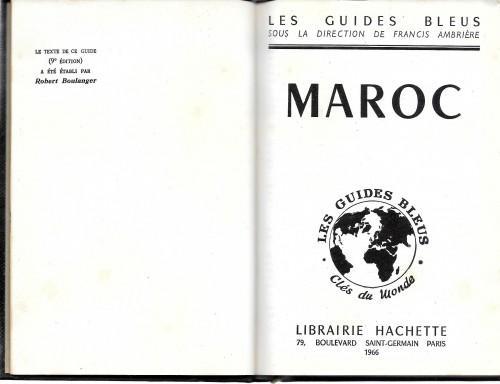 LE TEXTE DE CE GUIDE
(9e ÉDITION)
A ÉTÉ ÉTABLI PAR
Robert Boulanger
LES GUIDES BLEUS
SOUS LA DIRECTION DE FRANCIS AMBRIÈRE
MAROC
LES GUIDES BLEUS
Clés du Monde
LIBRAIRIE HACHETTE
79, BOULEVARD SAINT-GERMAIN PARIS
1966